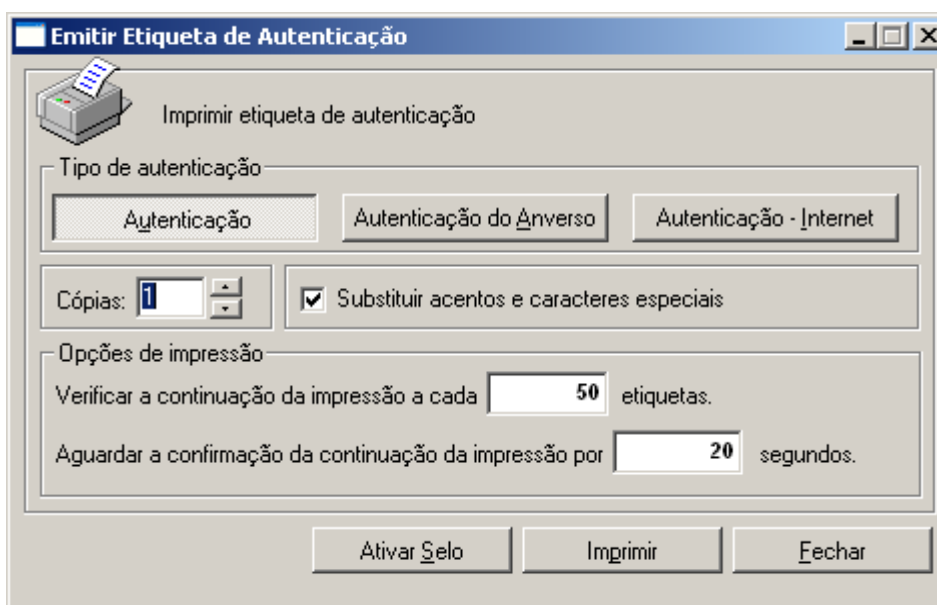 Emitir Etiqueta de Autenticação
Imprimir etiqueta de autenticação
Tipo de autenticação
Autenticação Autenticação do Anverso Autenticação - Internet
Cópias: 1 Substituir acentos e caracteres especiais
Opções de impressão
Verificar a continuação da impressão a cada 50 etiquetas.
Aguardar a confirmação da continuação da impressão por 20 segundos.
Ativar Selo Imprimir Fechar